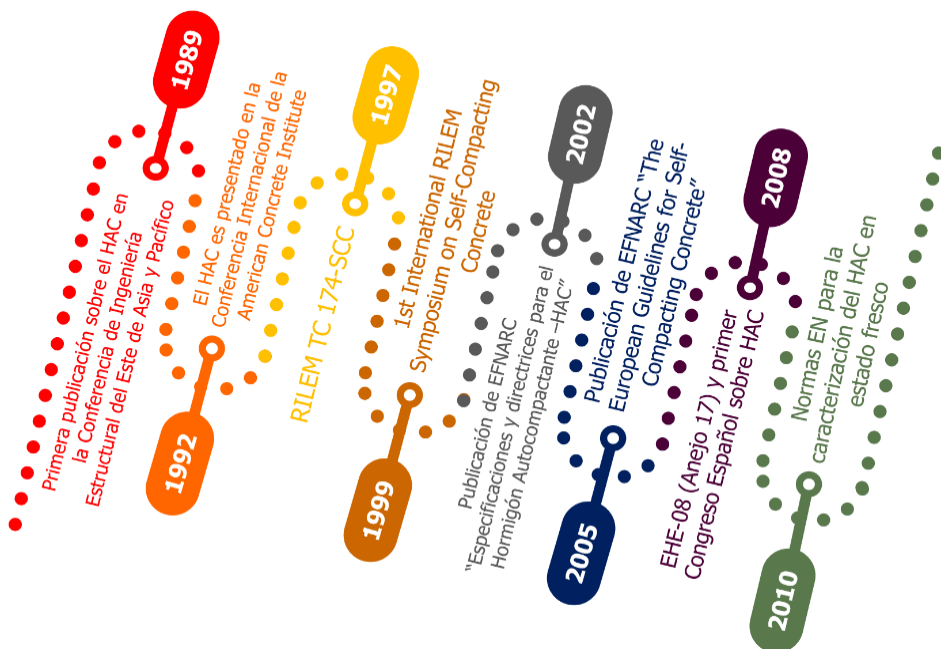 1989
Primera publicación sobre el HAC en
la Conferencia de Ingeniería
Estructural del Este de Asia y Pacífico
1992
El HAC es presentado en la
Conferencia Internacional de la
American Concrete Institute
1997
RILEM TC 174-SCC
1999
1st International RILEM
Symposium on Self-Compacting
Concrete
2002
Publicación de EFNARC
“Especificaciones y directrices para el
Hormigón Autocompactante –HAC”
2005
Publicación de EFNARC “The
European Guidelines for Self-
Compacting Concrete”
2008
EHE-08 (Anejo 17) y primer
Congreso Español sobre HAC
2010
Normas EN para la
caracterización del HAC en
estado fresco